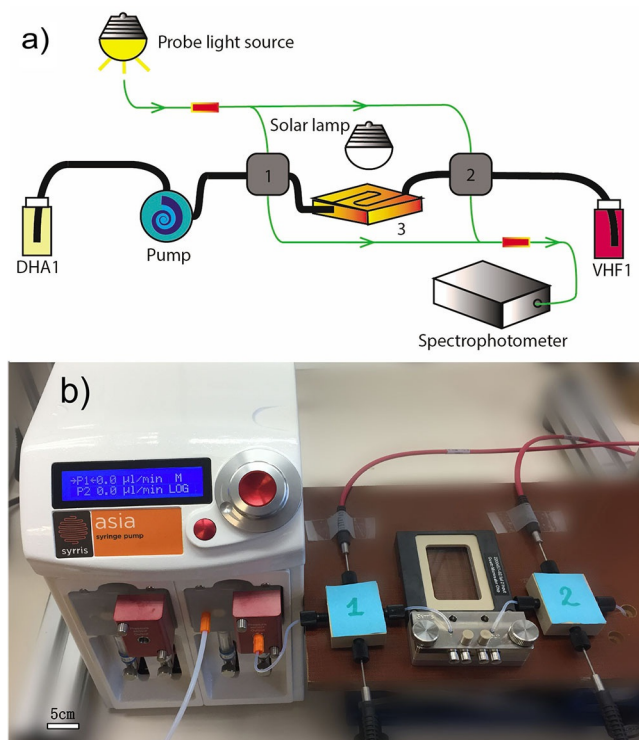 a)
Probe light source
Solar lamp
1
2
3
DHA1
Pump
VHF1
Spectrophotometer
b)
→P1←0.0 µl/min M
P2 0.0 µl/min LOG
syrris
asia
syringe pump
1
2
5cm